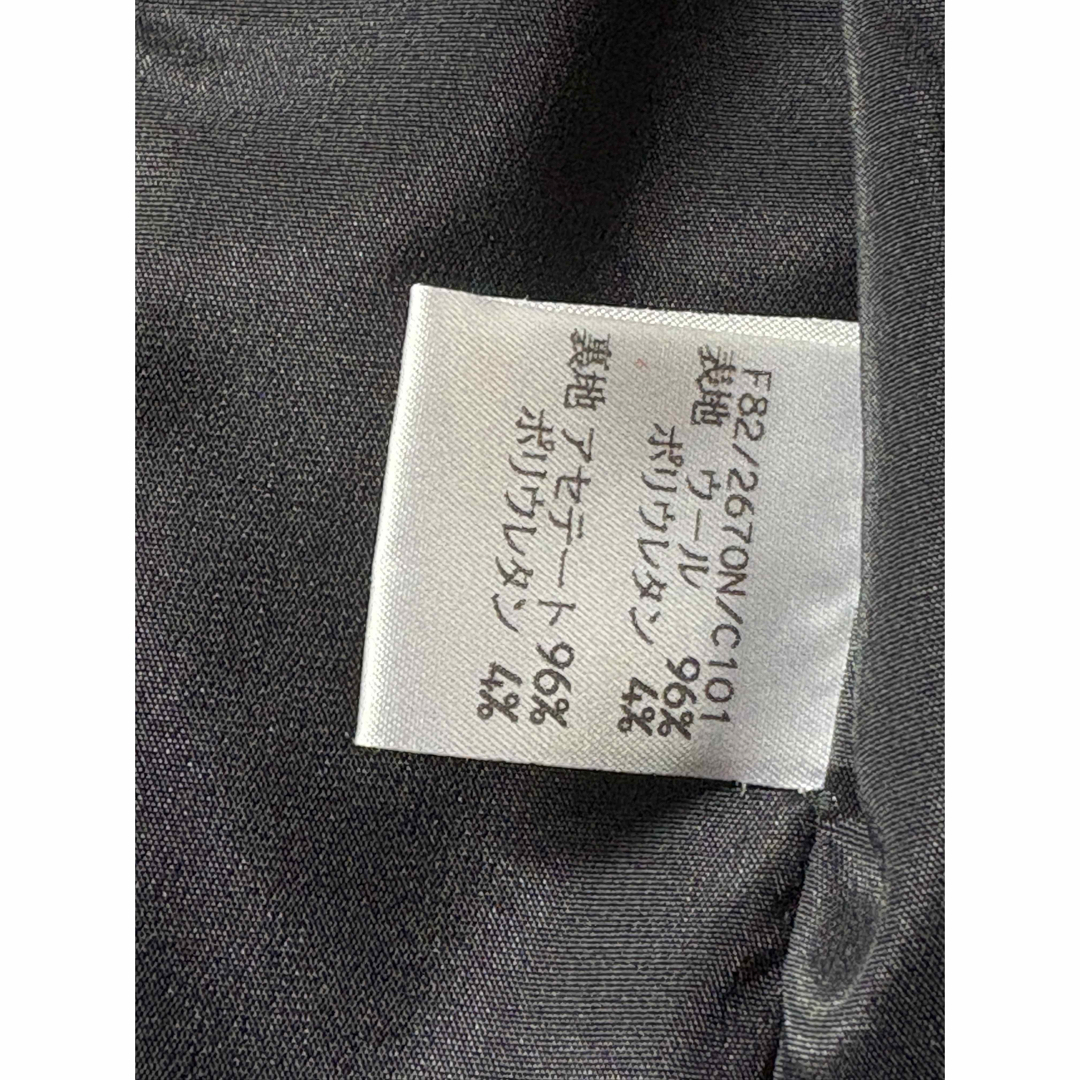 F82/2670N/C101
表地 ウール 96%
ポリウレタン 4%
裏地 アセテート 96%
ポリウレタン 4%